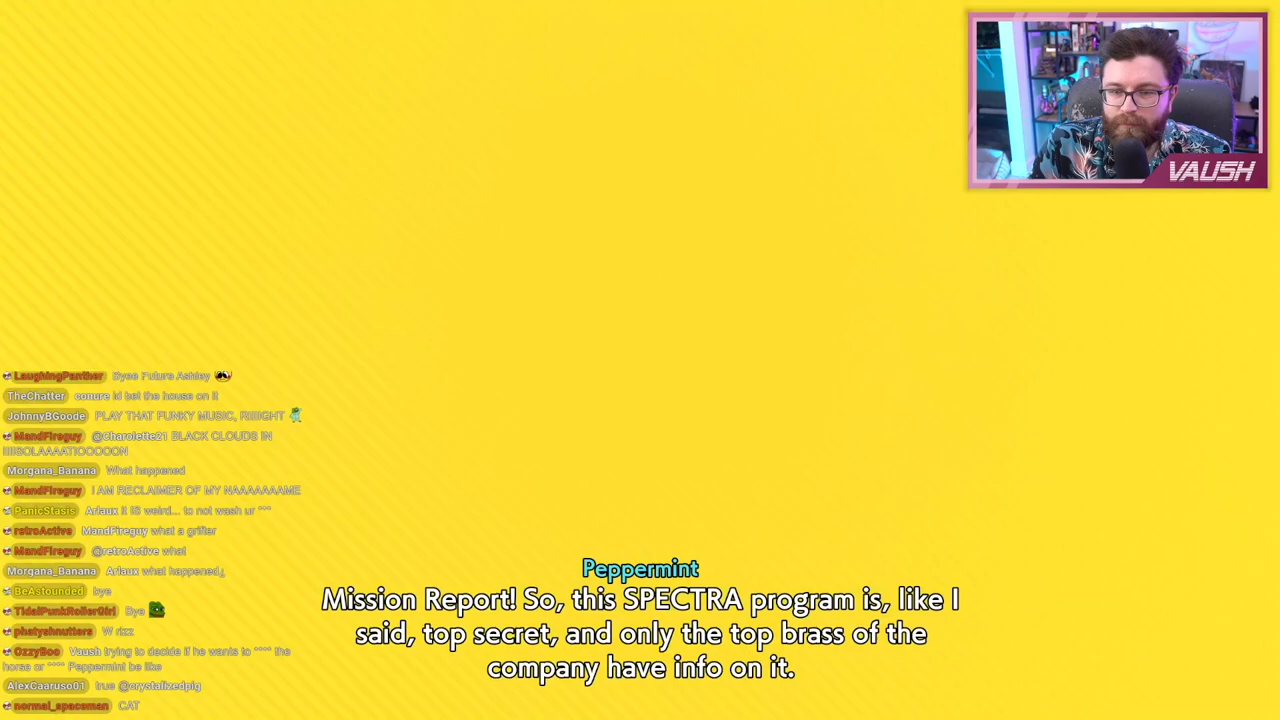 VAUSH
LaughingPanther Byee Future Ashley
TheChatter conure id bet the house on it
JohnnyBGoode PLAY THAT FUNKY MUSIC, RIIIIGHT
MandFireguy @Charolette21 BLACK CLOUDS IN
IIIISOLAAAATIOOOOON
Morgana_Banana What happened
MandFireguy I AM RECLAIMER OF MY NAAAAAAAME
PanicStasis Arlaux it IS weird... to not wash ur ***
retroActive MandFireguy what a grifter
MandFireguy @retroActive what
Morgana_Banana Arlaux what happened¿
BeAstounded bye
TidalPunkRollerGirl Bye
phatyshnutters W rizz
OzzyBoo Vaush trying to decide if he wants to **** the
horse or **** Peppermint be like
AlexCaaruso01 true @crystalizedpig
normal_spaceman CAT
Peppermint
Mission Report! So, this SPECTRA program is, like I
said, top secret, and only the top brass of the
company have info on it.